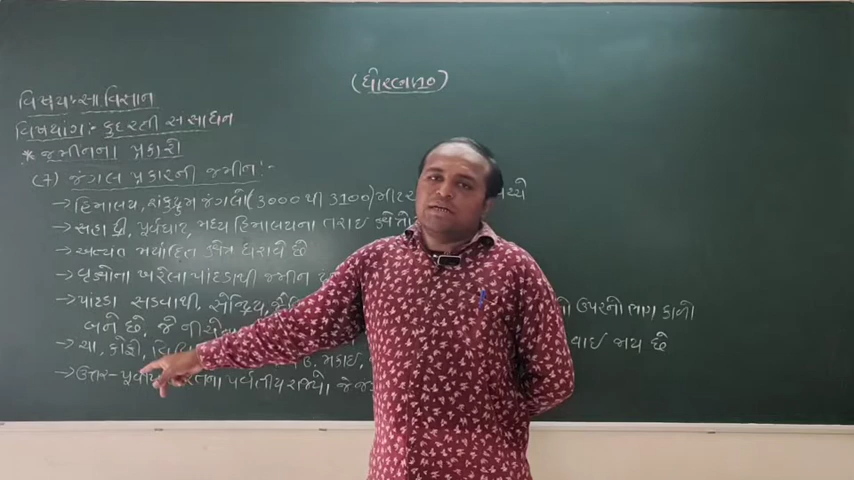 (ધોરણ ૧૦)
વિષય: સા. વિજ્ઞાન
વિષયાંગ:- કુદરતી સંસાધન
* જમીનના પ્રકારો
(7) જંગલ પ્રકારની જમીન :-
→ હિમાલય, શંકુદ્રુમ જંગલો (3000 થી 3100) મીટર
→ સહ્યાદ્રી, પૂર્વઘાટ, મધ્ય હિમાલયના તરાઈ ક્ષેત્રો
→ અત્યંત મર્યાદિત ક્ષેત્ર ધરાવે છે
→ વૃક્ષોના ખરેલા પાંદડાથી જમીન
→ પાંદડા સડવાથી, સેન્દ્રિય ઉપરનો ભાગ કાળો
બને છે, જે નીચે વાઈ જાય છે
→ ચા, કોફી, મકાઈ,
→ ઉત્તર-પૂર્વ પર્વતીય રાજ્યો,